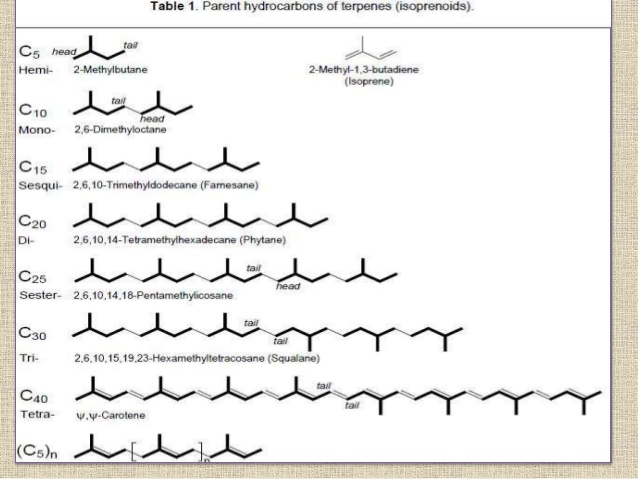 Table 1. Parent hydrocarbons of terpenes (isoprenoids).
C5 head tail
Hemi- 2-Methylbutane 2-Methyl-1,3-butadiene
(Isoprene)
C10 tail
head
Mono- 2,6-Dimethyloctane
C15
Sesqui- 2,6,10-Trimethyldodecane (Farnesane)
C20
Di- 2,6,10,14-Tetramethylhexadecane (Phytane)
C25 tail
head
Sester- 2,6,10,14,18-Pentamethylicosane
C30 tail
tail
Tri- 2,6,10,15,19,23-Hexamethyltetracosane (Squalane)
C40 tail
tail
Tetra- ψ,ψ-Carotene
(C5)n n